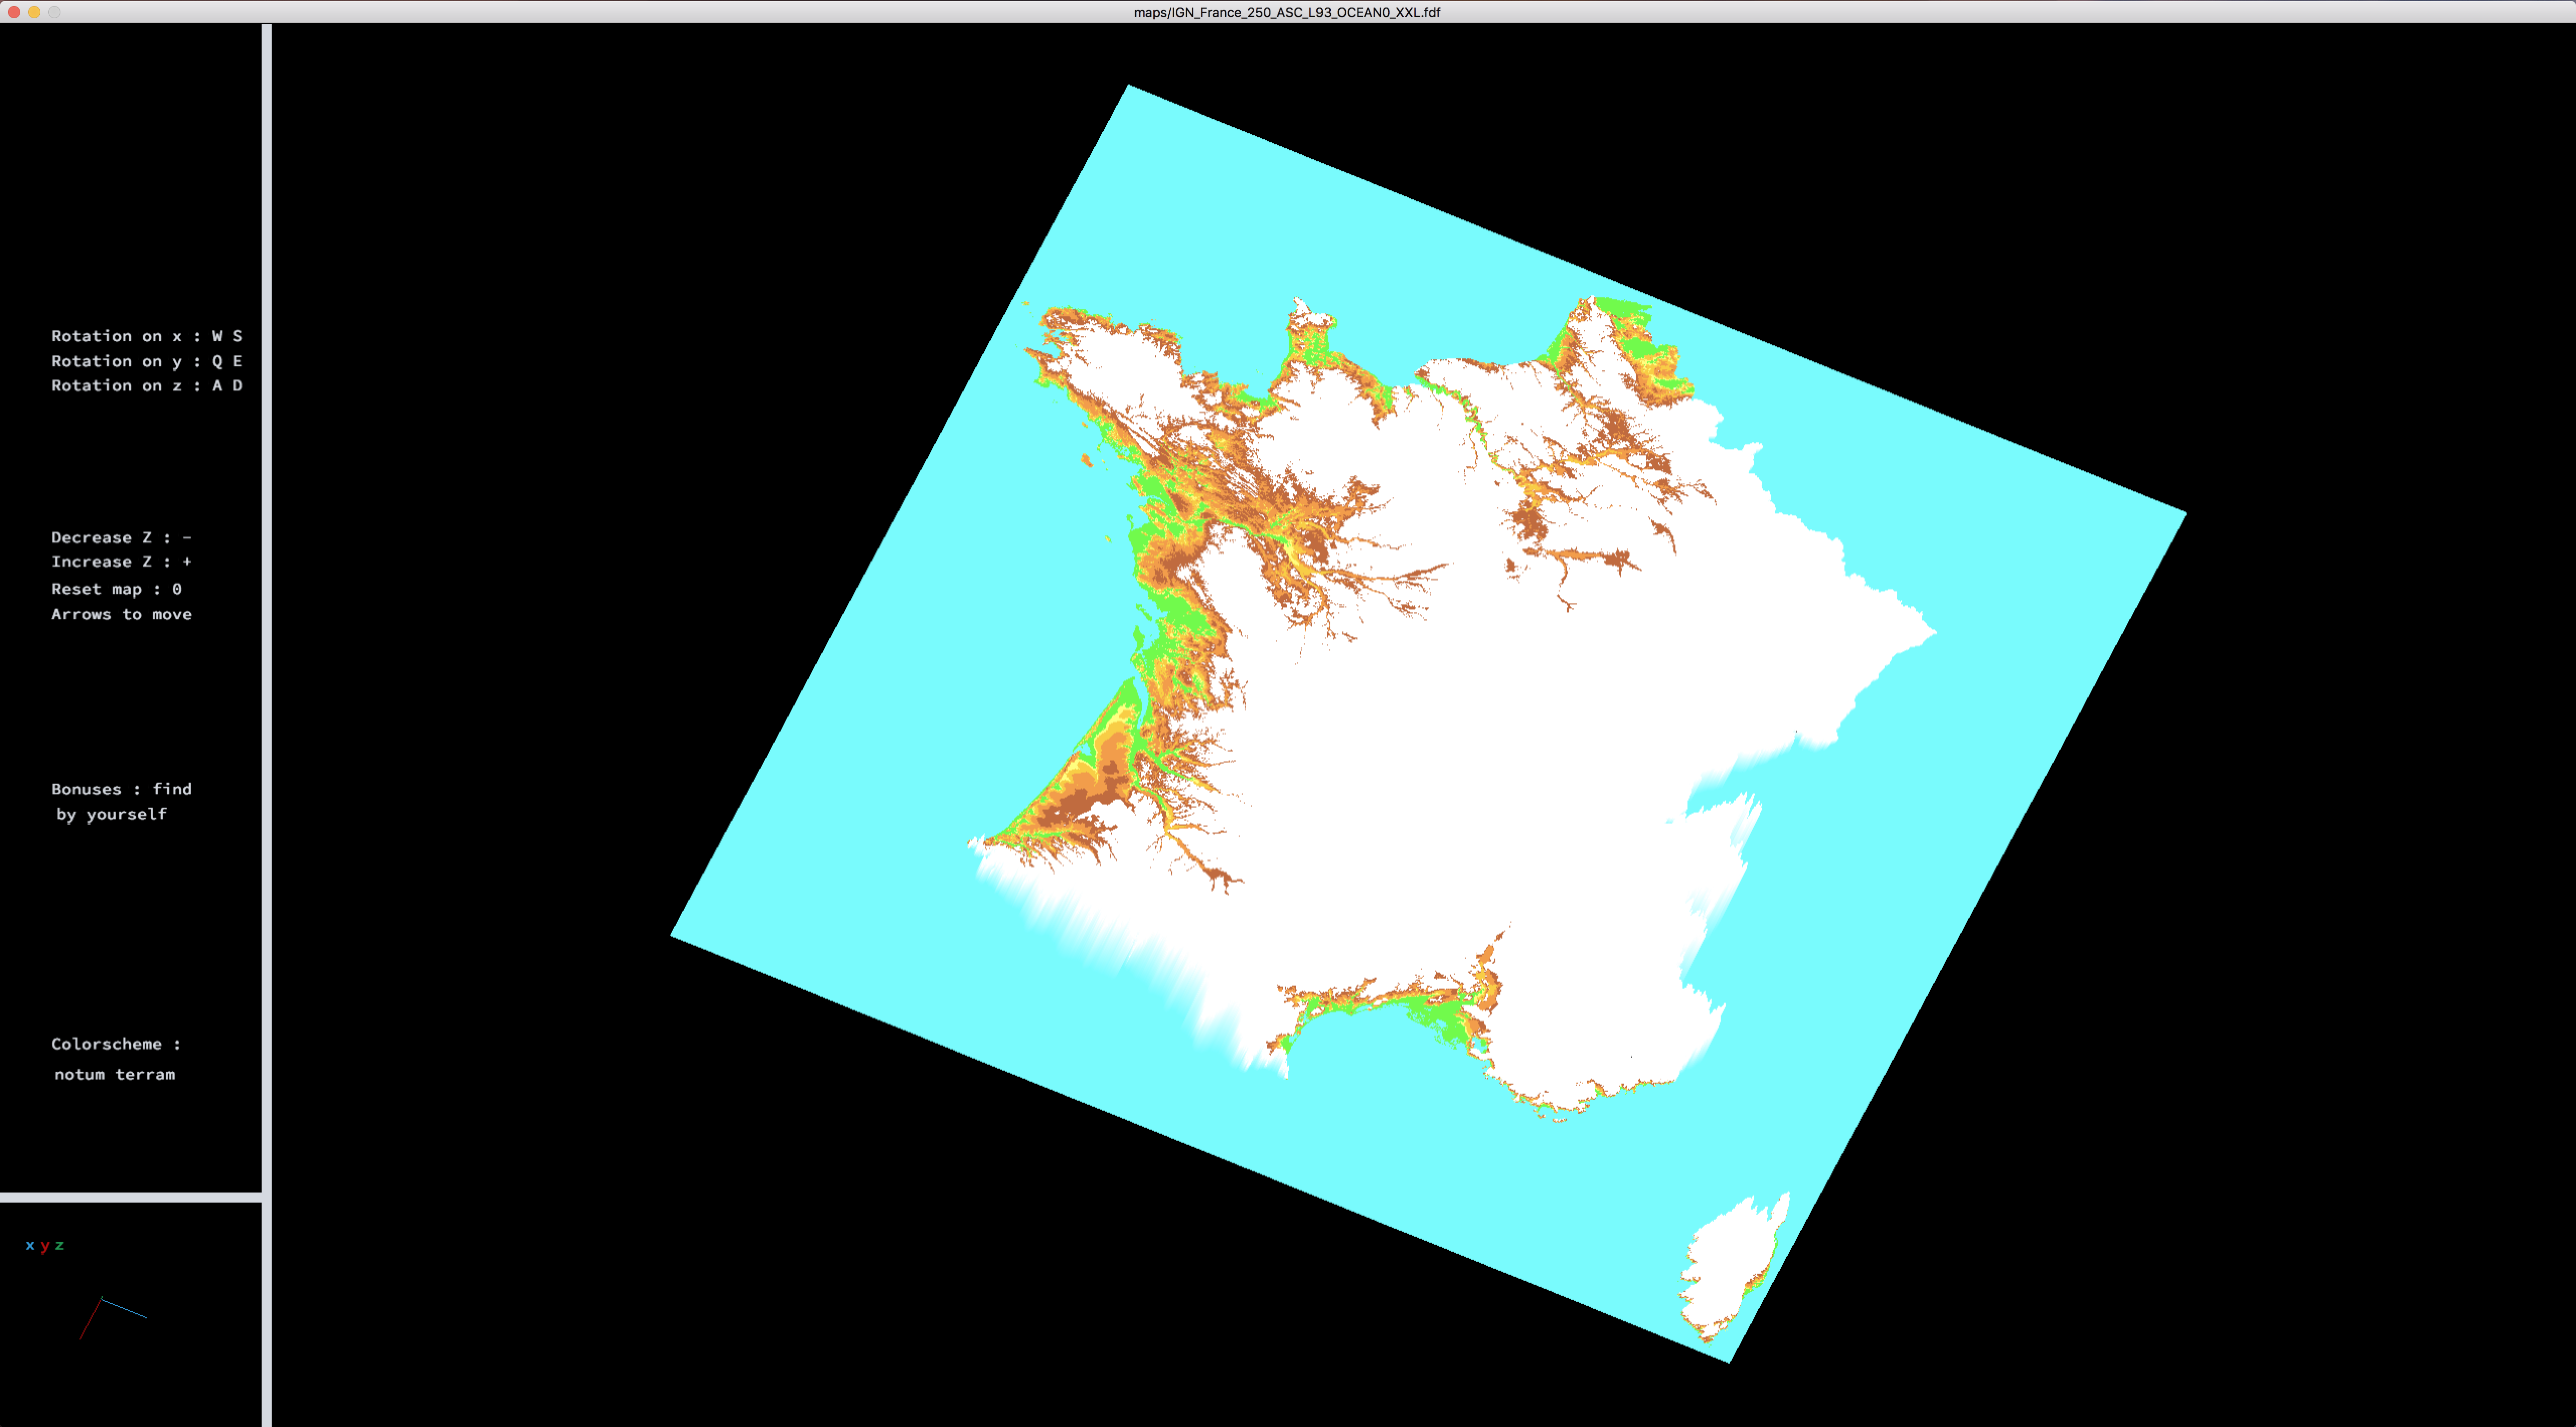 maps/IGN_France_250_ASC_L93_OCEAN0_XXL.fdf
Rotation on x : W S
Rotation on y : Q E
Rotation on z : A D
Decrease Z : -
Increase Z : +
Reset map : 0
Arrows to move
Bonuses : find
by yourself
Colorscheme :
notum terram
x y z